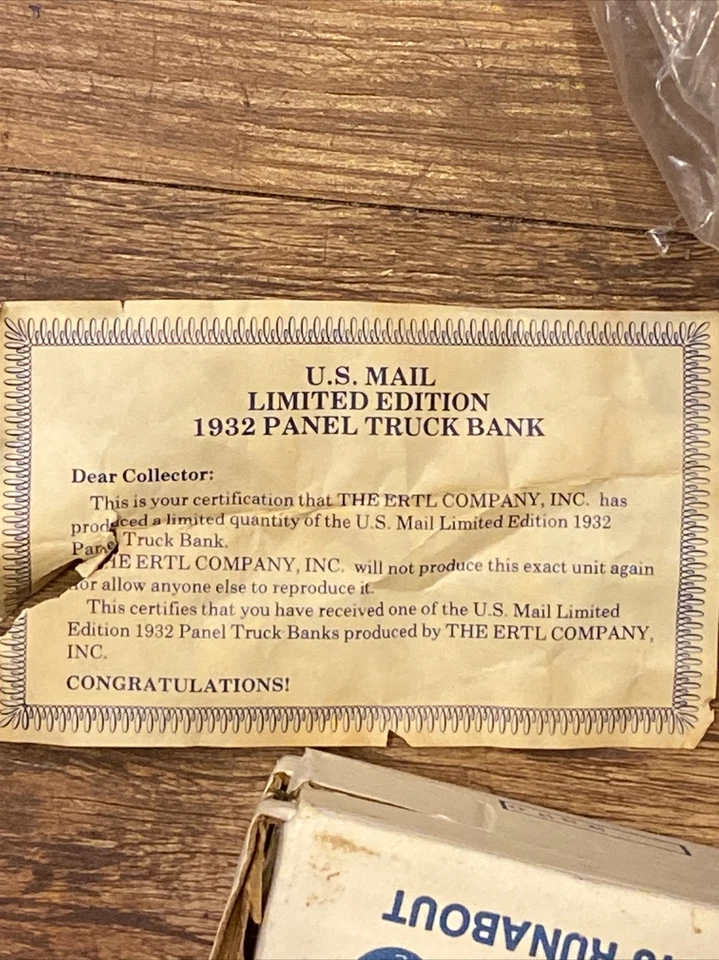 U.S. MAIL
LIMITED EDITION
1932 PANEL TRUCK BANK
Dear Collector:
This is your certification that THE ERTL COMPANY, INC. has
produced a limited quantity of the U.S. Mail Limited Edition 1932
Panel Truck Bank.
THE ERTL COMPANY, INC. will not produce this exact unit again
nor allow anyone else to reproduce it.
This certifies that you have received one of the U.S. Mail Limited
Edition 1932 Panel Truck Banks produced by THE ERTL COMPANY,
INC.
CONGRATULATIONS!
RUNABOUT